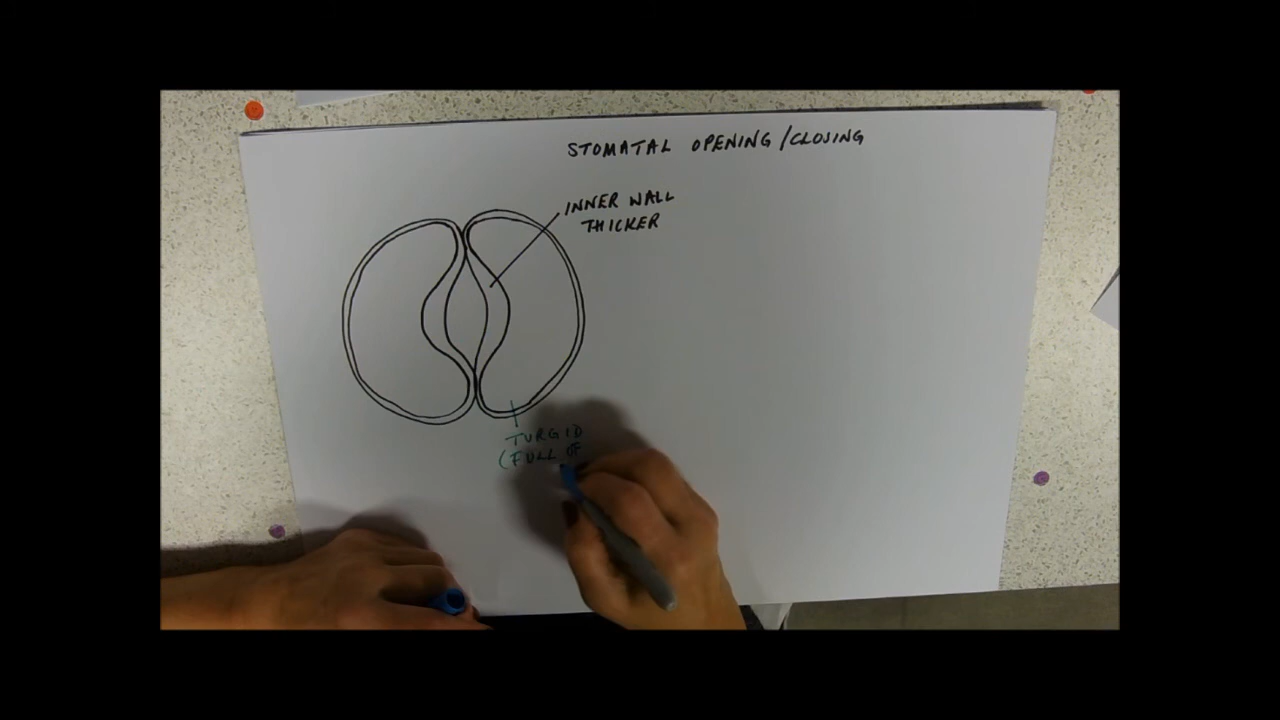 STOMATAL OPENING/CLOSING
INNER WALL
THICKER
TURGID
(FULL OF